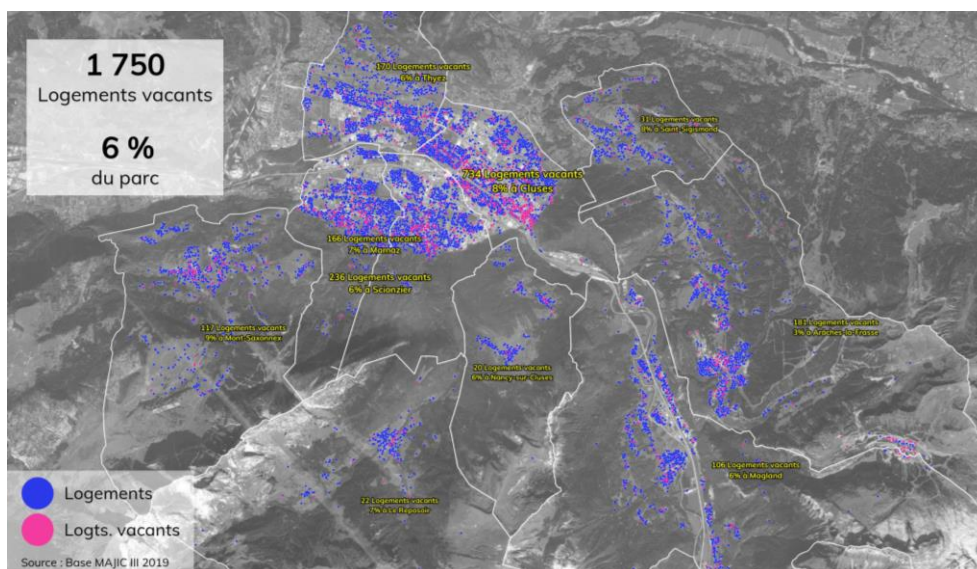 1 750
Logements vacants
6 %
du parc
170 Logements vacants
6% à Thyez
31 Logements vacants
8% à Saint-Sigismond
734 Logements vacants
8% à Cluses
166 Logements vacants
7% à Marnaz
236 Logements vacants
6% à Scionzier
117 Logements vacants
9% à Mont-Saxonnex
181 Logements vacants
3% à Arâches-la-Frasse
20 Logements vacants
6% à Nancy-sur-Cluses
106 Logements vacants
6% à Magland
22 Logements vacants
7% à Le Reposoir
Logements
Logts. vacants
Source : Base MAJIC III 2019